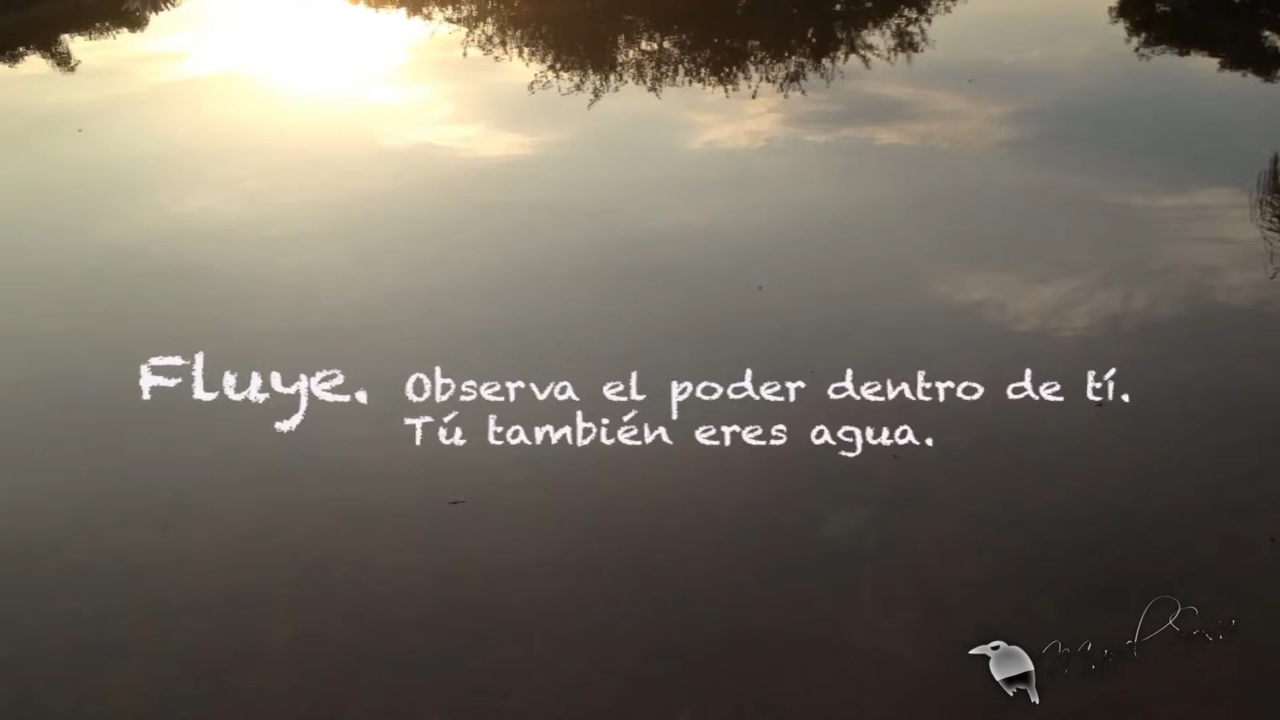 Fluye. Observa el poder dentro de tí.
Tú también eres agua.